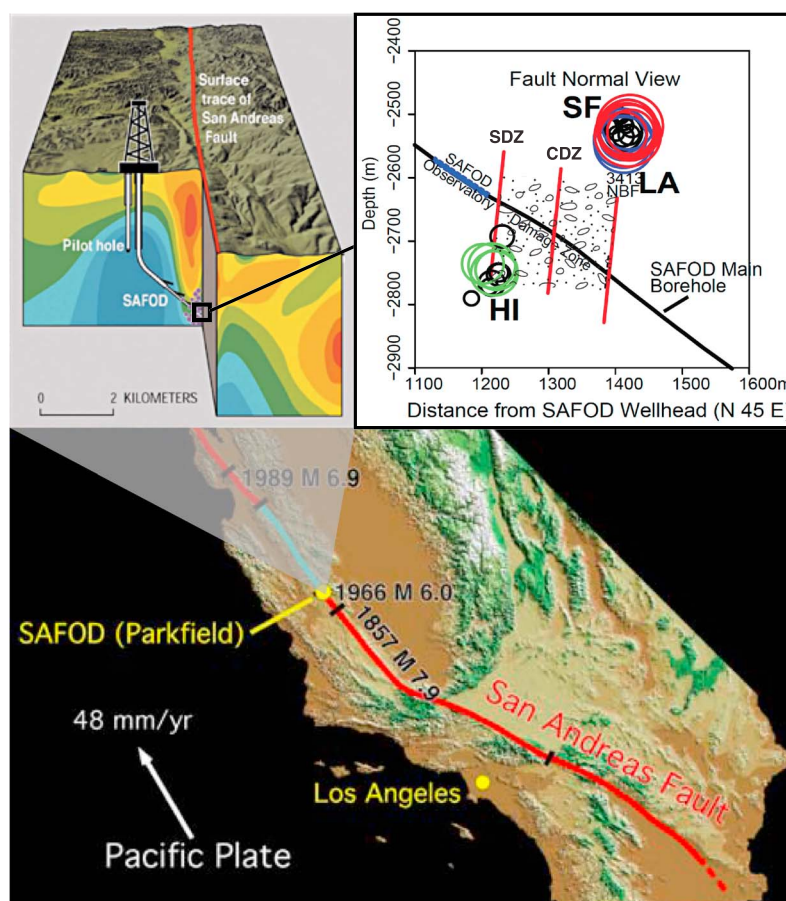 Surface
trace of
San Andreas
Fault
Pilot hole
SAFOD
0 2 KILOMETERS
Fault Normal View
SF
SDZ
CDZ
LA
3413
NBF
SAFOD
Observatory
Damage zone
HI
SAFOD Main
Borehole
Depth (m)
-2400
-2500
-2600
-2700
-2800
-2900
1100 1200 1300 1400 1500 1600m
Distance from SAFOD Wellhead (N 45 E
1989 M 6.9
1966 M 6.0
SAFOD (Parkfield)
1857 M 7.9
San Andreas Fault
48 mm/yr
Los Angeles
Pacific Plate